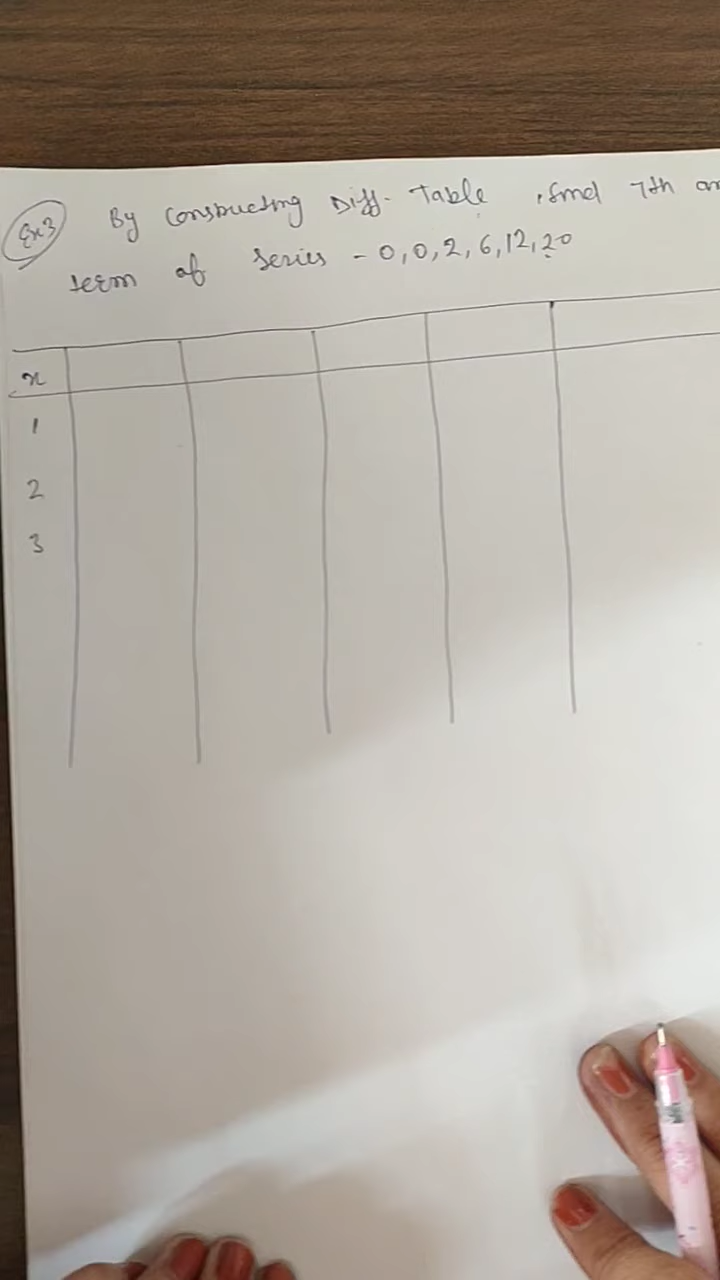 Ex3 By Constructing Diff. Table, find 7th an
term of Series - 0, 0, 2, 6, 12, 20
x
1
2
3